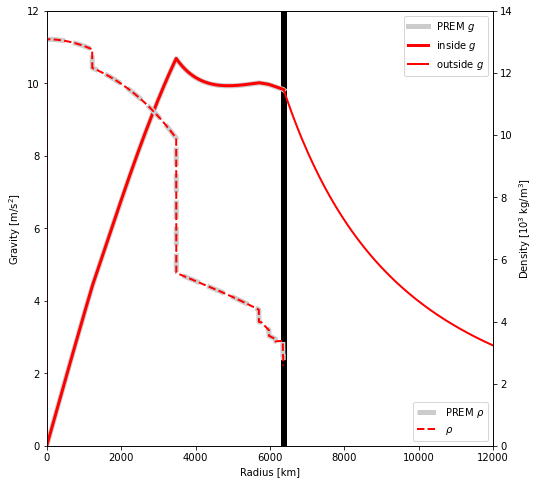 PREM g
inside g
outside g
12
10
8
6
4
2
0
Gravity [m/s²]
14
12
10
8
6
4
2
0
Density [10³ kg/m³]
PREM ρ
ρ
0
2000
4000
6000
8000
10000
12000
Radius [km]